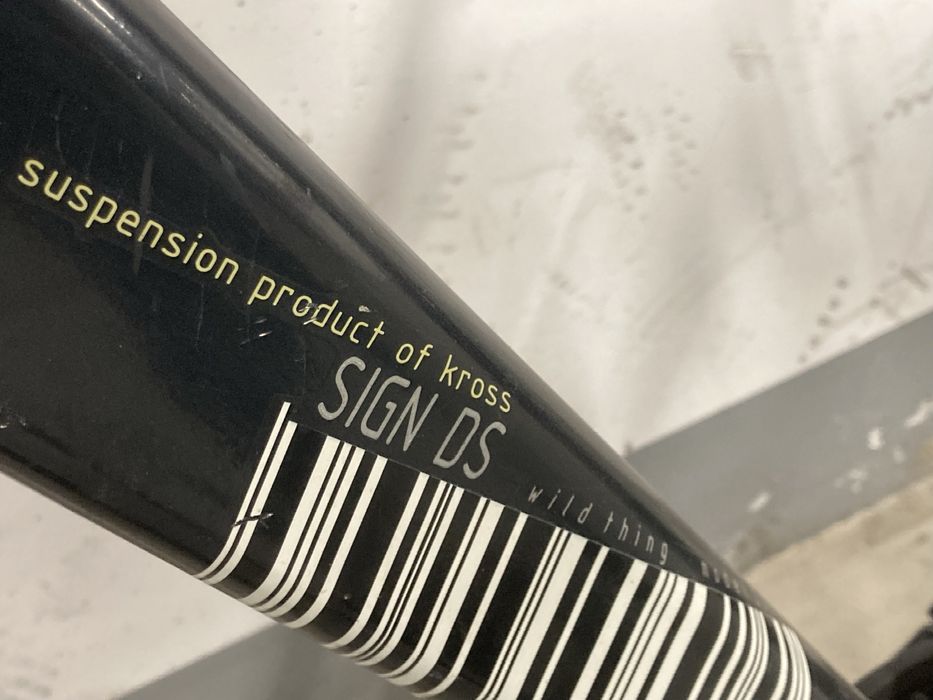 suspension product of kross
SIGN DS
wild thing